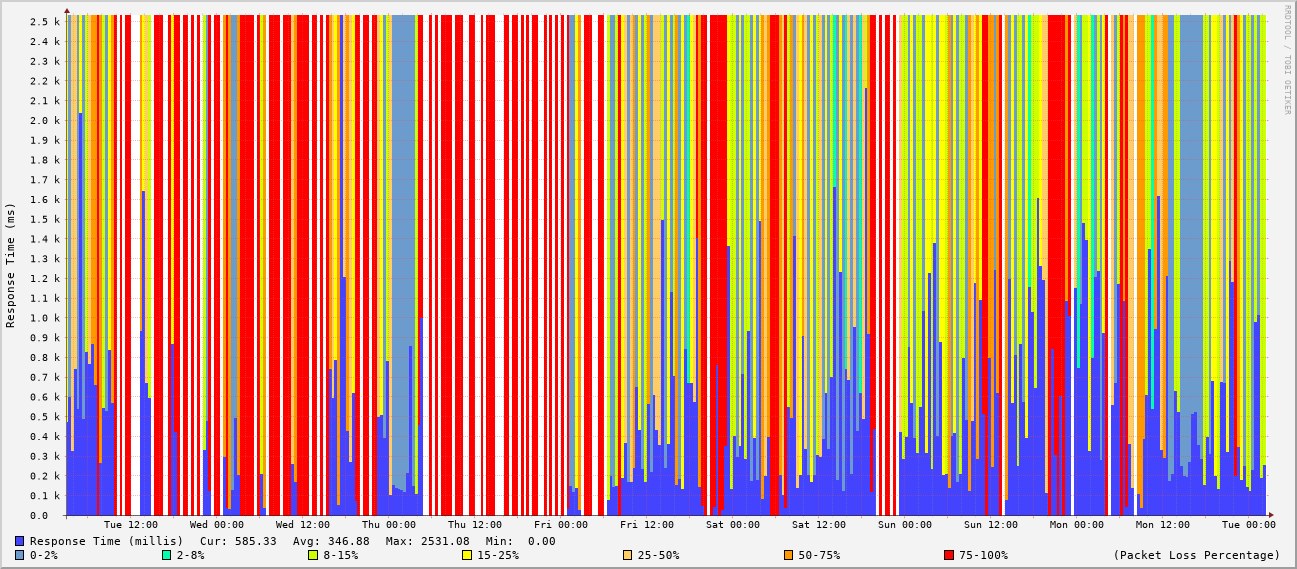 RRDTOOL / TOBI OETIKER
Response Time (ms)
2.5 k
2.4 k
2.3 k
2.2 k
2.1 k
2.0 k
1.9 k
1.8 k
1.7 k
1.6 k
1.5 k
1.4 k
1.3 k
1.2 k
1.1 k
1.0 k
0.9 k
0.8 k
0.7 k
0.6 k
0.5 k
0.4 k
0.3 k
0.2 k
0.1 k
0.0
Tue 12:00 Wed 00:00 Wed 12:00 Thu 00:00 Thu 12:00 Fri 00:00 Fri 12:00 Sat 00:00 Sat 12:00 Sun 00:00 Sun 12:00 Mon 00:00 Mon 12:00 Tue 00:00
Response Time (millis) Cur: 585.33 Avg: 346.88 Max: 2531.08 Min: 0.00
0-2% 2-8% 8-15% 15-25% 25-50% 50-75% 75-100% (Packet Loss Percentage)